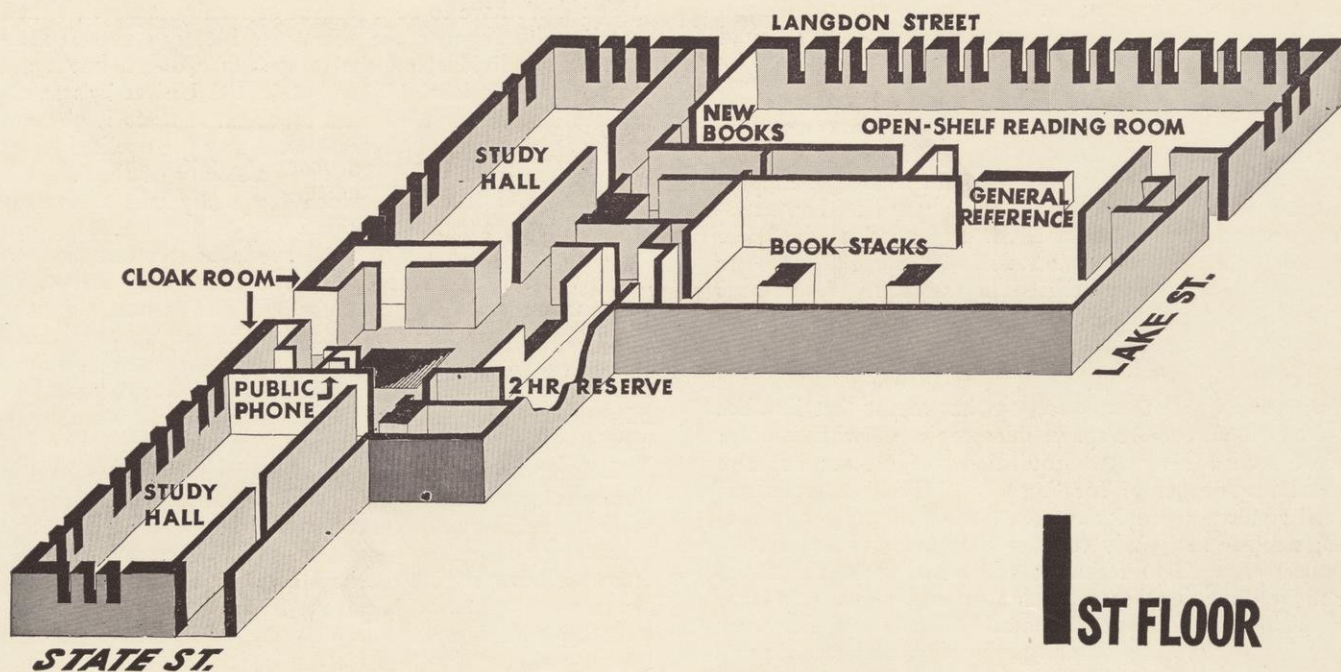 LANGDON STREET
NEW
BOOKS
OPEN-SHELF READING ROOM
STUDY
HALL
GENERAL
REFERENCE
BOOK STACKS
CLOAK ROOM
LAKE ST.
PUBLIC
PHONE
2 HR. RESERVE
STUDY
HALL
1ST FLOOR
STATE ST.